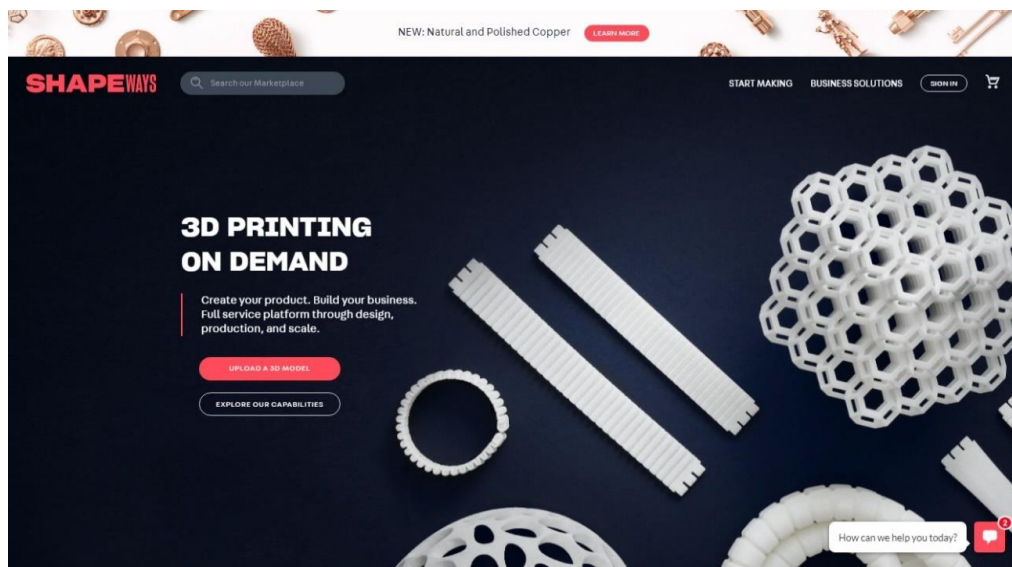 NEW: Natural and Polished Copper
LEARN MORE
SHAPEWAYS
Search our Marketplace
START MAKING
BUSINESS SOLUTIONS
SIGN IN
3D PRINTING
ON DEMAND
Create your product. Build your business.
Full service platform through design,
production, and scale.
UPLOAD A 3D MODEL
EXPLORE OUR CAPABILITIES
How can we help you today?
2